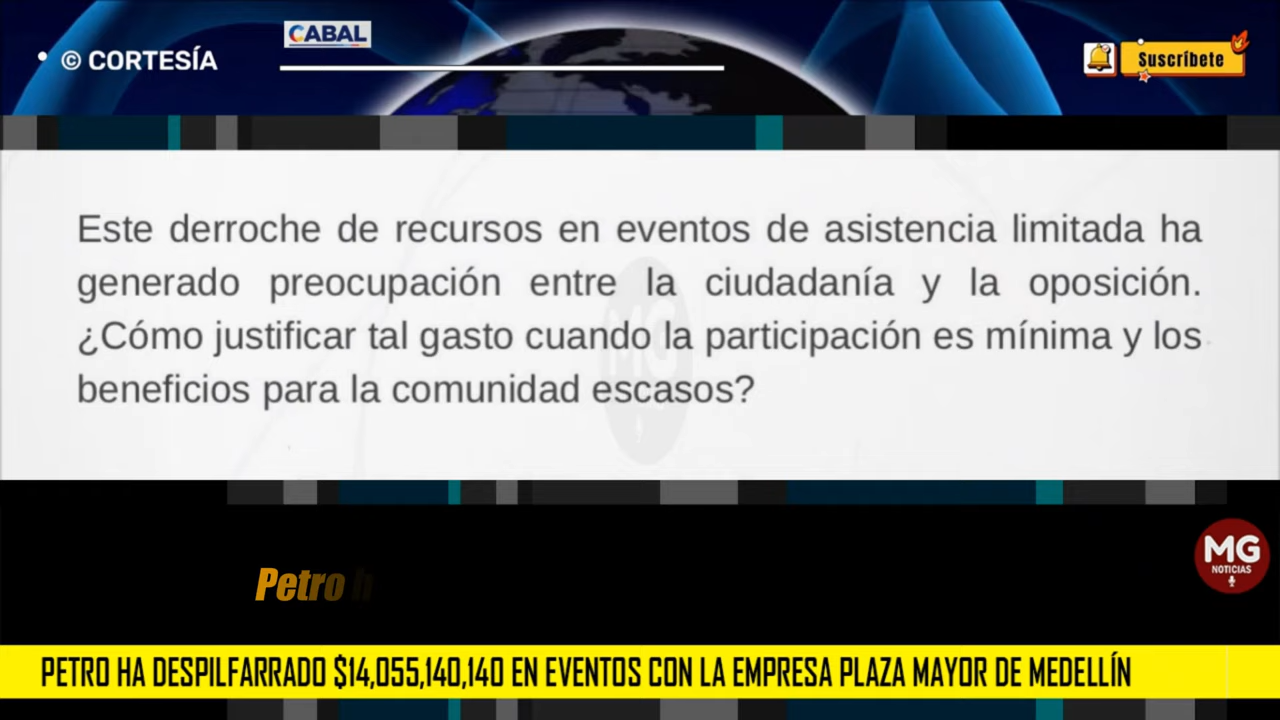 © CORTESÍA
CABAL
Suscríbete
Este derroche de recursos en eventos de asistencia limitada ha
generado preocupación entre la ciudadanía y la oposición.
¿Cómo justificar tal gasto cuando la participación es mínima y los
beneficios para la comunidad escasos?
MG
Petro
MG
NOTICIAS
PETRO HA DESPILFARRADO $14,055,140,140 EN EVENTOS CON LA EMPRESA PLAZA MAYOR DE MEDELLÍN